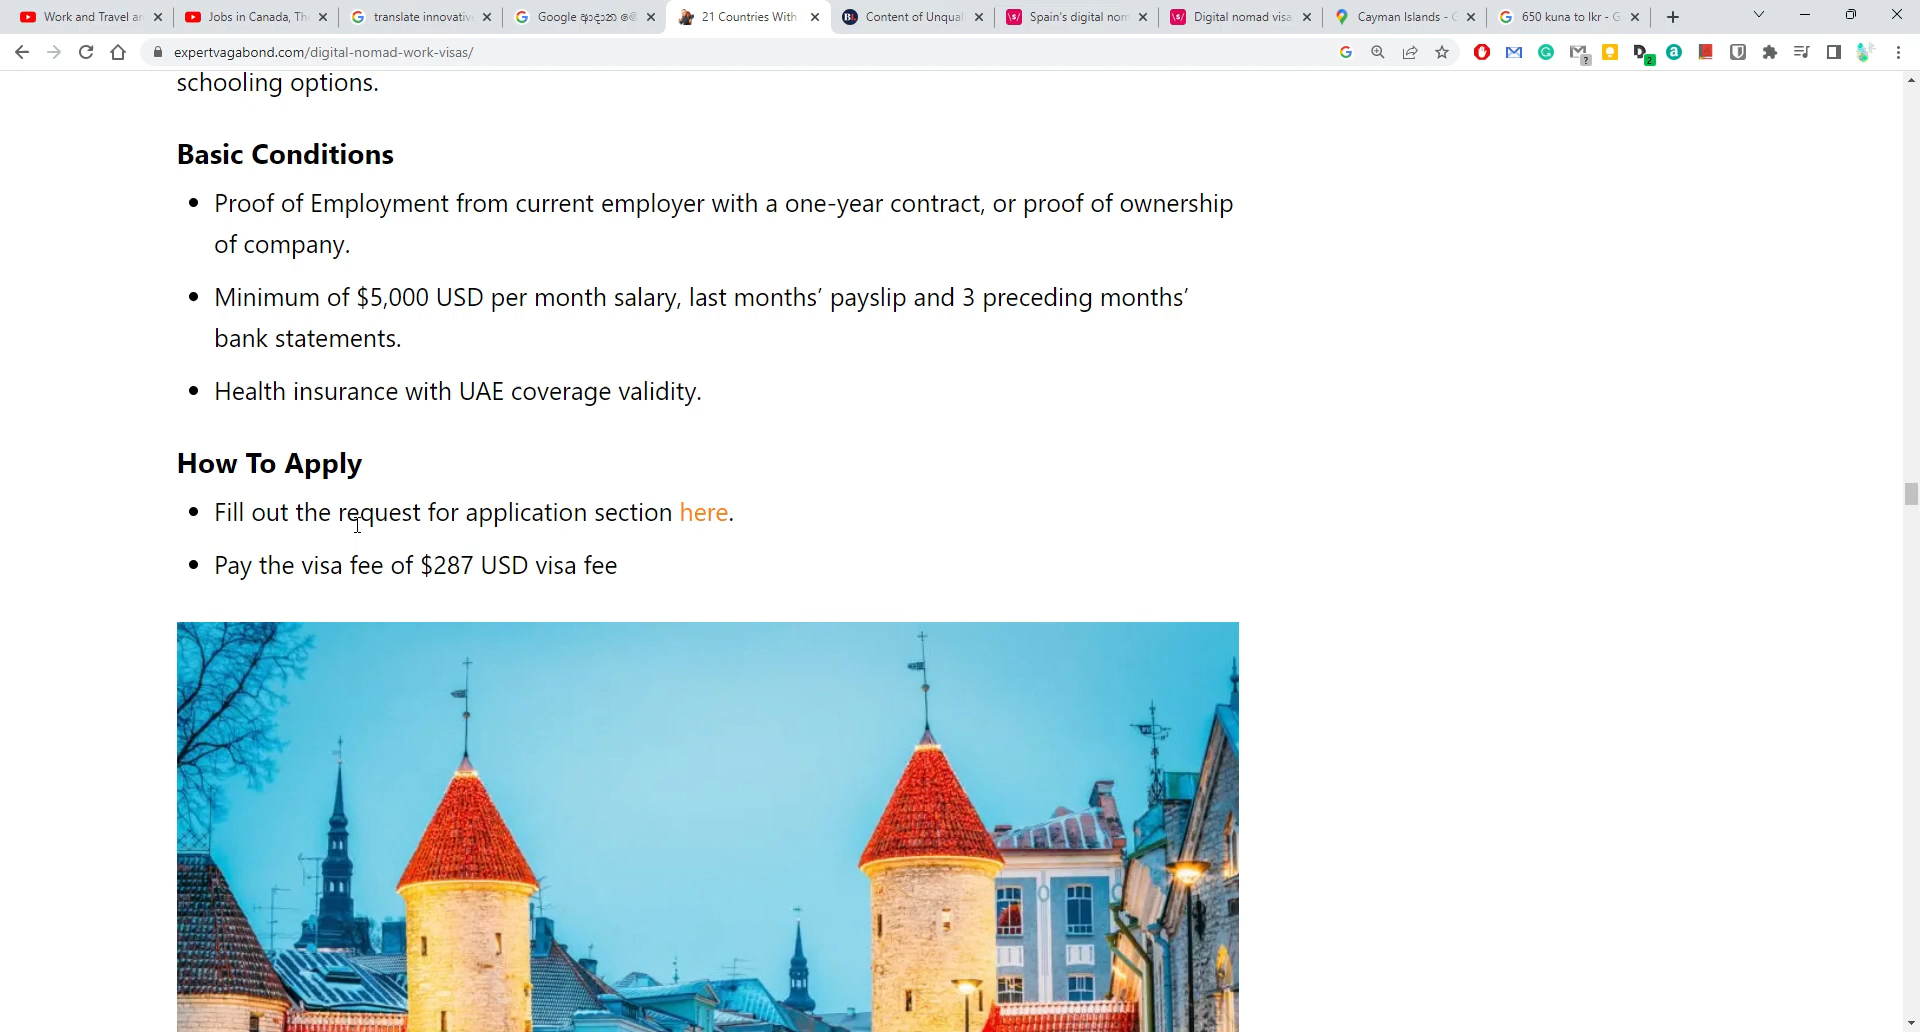 Work and Travel ar
Jobs in Canada, Th
translate innovativ
Google ආදානා මෙ
21 Countries With
Content of Unqual
Spain's digital nom
Digital nomad visa
Cayman Islands - G
650 kuna to lkr - G
expertvagabond.com/digital-nomad-work-visas/
schooling options.
Basic Conditions
• Proof of Employment from current employer with a one-year contract, or proof of ownership
of company.
• Minimum of $5,000 USD per month salary, last months’ payslip and 3 preceding months’
bank statements.
• Health insurance with UAE coverage validity.
How To Apply
• Fill out the request for application section here.
• Pay the visa fee of $287 USD visa fee